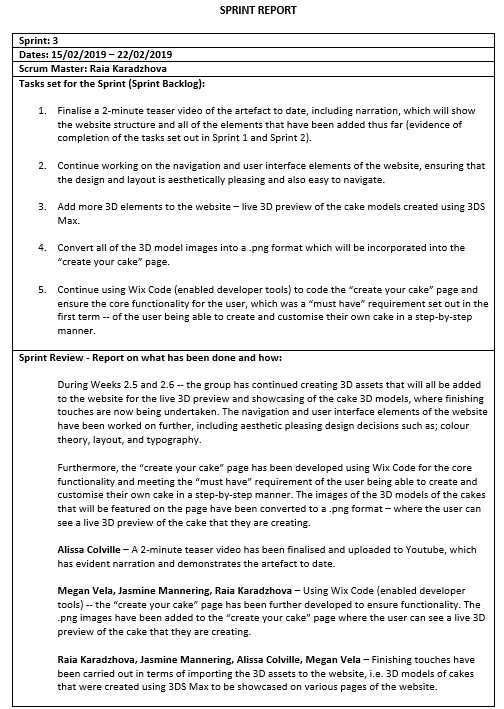 SPRINT REPORT
Sprint: 3
Dates: 15/02/2019 – 22/02/2019
Scrum Master: Raia Karadzhova
Tasks set for the Sprint (Sprint Backlog):
1. Finalise a 2-minute teaser video of the artefact to date, including narration, which will show
the website structure and all of the elements that have been added thus far (evidence of
completion of the tasks set out in Sprint 1 and Sprint 2).
2. Continue working on the navigation and user interface elements of the website, ensuring that
the design and layout is aesthetically pleasing and also easy to navigate.
3. Add more 3D elements to the website – live 3D preview of the cake models created using 3DS
Max.
4. Convert all of the 3D model images into a .png format which will be incorporated into the
“create your cake” page.
5. Continue using Wix Code (enabled developer tools) to code the “create your cake” page and
ensure the core functionality for the user, which was a “must have” requirement set out in the
first term -- of the user being able to create and customise their own cake in a step-by-step
manner.
Sprint Review - Report on what has been done and how:
During Weeks 2.5 and 2.6 -- the group has continued creating 3D assets that will all be added
to the website for the live 3D preview and showcasing of the cake 3D models, where finishing
touches are now being undertaken. The navigation and user interface elements of the website
have been worked on further, including aesthetic pleasing design decisions such as; colour
theory, layout, and typography.
Furthermore, the “create your cake” page has been developed using Wix Code for the core
functionality and meeting the “must have” requirement of the user being able to create and
customise their own cake in a step-by-step manner. The images of the 3D models of the cakes
that will be featured on the page have been converted to a .png format – where the user can
see a live 3D preview of the cake that they are creating.
Alissa Colville – A 2-minute teaser video has been finalised and uploaded to Youtube, which
has evident narration and demonstrates the artefact to date.
Megan Vela, Jasmine Mannering, Raia Karadzhova – Using Wix Code (enabled developer
tools) -- the “create your cake” page has been further developed to ensure functionality. The
.png images have been added to the “create your cake” page where the user can see a live 3D
preview of the cake that they are creating.
Raia Karadzhova, Jasmine Mannering, Alissa Colville, Megan Vela – Finishing touches have
been carried out in terms of importing the 3D assets to the website, i.e. 3D models of cakes
that were created using 3DS Max to be showcased on various pages of the website.